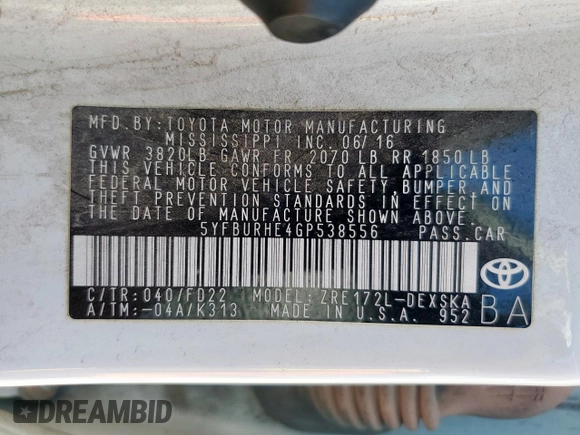 MFD.BY:TOYOTA MOTOR MANUFACTURING
MISSISSIPPI INC.06/16
GVWR 3820LB GAWR FR 2070 LB RR 1850 LB
THIS VEHICLE CONFORMS TO ALL APPLICABLE
FEDERAL MOTOR VEHICLE SAFETY,BUMPER,AND
THEFT PREVENTION STANDARDS IN EFFECT ON
THE DATE OF MANUFACTURE SHOWN ABOVE.
5YFBURHE4GP538556 PASS.CAR
C/TR:040/FD22 MODEL:ZRE172L-DEXSKA
A/TM:-04A/K313 MADE IN U.S.A. 952
BA
DREAMBID